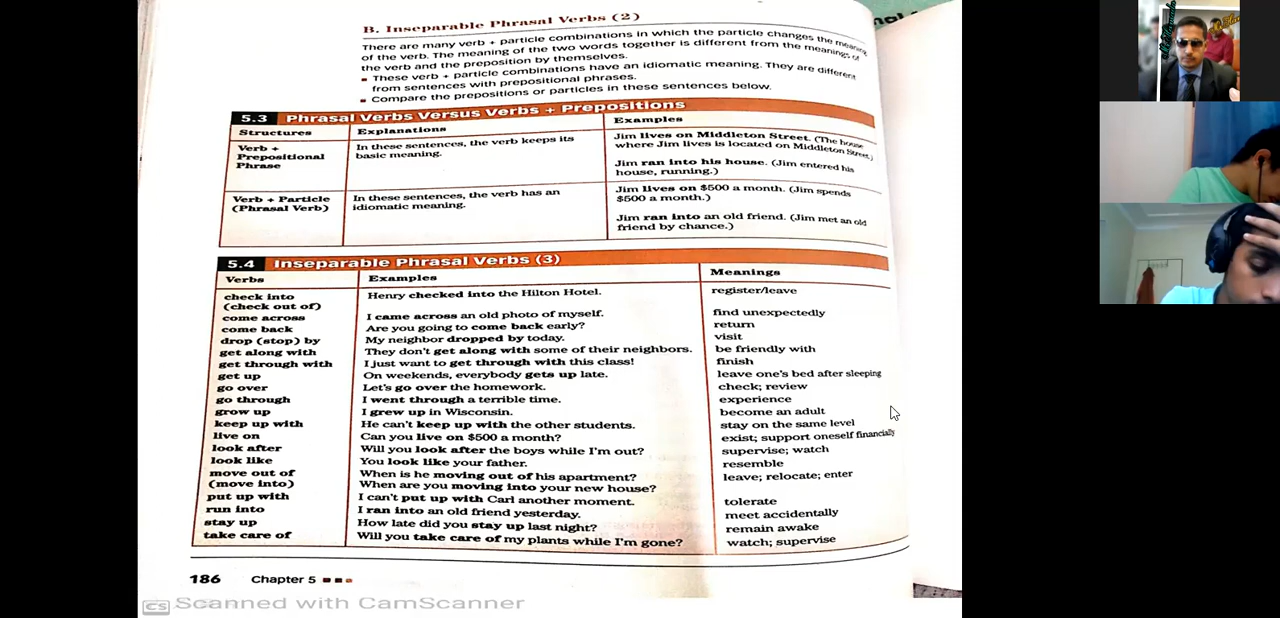 B. Inseparable Phrasal Verbs (2)
There are many verb + particle combinations in which the particle changes the meaning
of the verb. The meaning of the two words together is different from the meanings of
the verb and the preposition by themselves.
▪ These verb + particle combinations have an idiomatic meaning. They are different
from sentences with prepositional phrases.
▪ Compare the prepositions or particles in these sentences below.
5.3 Phrasal Verbs Versus Verbs + Prepositions
Structures Explanations Examples
Verb + Prepositional Phrase
In these sentences, the verb keeps its
basic meaning.
Jim lives on Middleton Street. (The house
where Jim lives is located on Middleton Street.)
Jim ran into his house. (Jim entered his
house, running.)
Verb + Particle
(Phrasal Verb)
In these sentences, the verb has an
idiomatic meaning.
Jim lives on $500 a month. (Jim spends
$500 a month.)
Jim ran into an old friend. (Jim met an old
friend by chance.)
5.4 Inseparable Phrasal Verbs (3)
Verbs Examples Meanings
check into Henry checked into the Hilton Hotel. register/leave
(check out of)
come across I came across an old photo of myself. find unexpectedly
come back Are you going to come back early? return
drop (stop) by My neighbor dropped by today. visit
get along with They don't get along with some of their neighbors. be friendly with
get through with I just want to get through with this class! finish
get up On weekends, everybody gets up late. leave one's bed after sleeping
go over Let's go over the homework. check; review
go through I went through a terrible time. experience
grow up I grew up in Wisconsin. become an adult
keep up with He can't keep up with the other students. stay on the same level
live on Can you live on $500 a month? exist; support oneself financially
look after Will you look after the boys while I'm out? supervise; watch
look like You look like your father. resemble
move out of When is he moving out of his apartment? leave; relocate; enter
(move into) When are you moving into your new house?
put up with I can't put up with Carl another moment. tolerate
run into I ran into an old friend yesterday. meet accidentally
stay up How late did you stay up last night? remain awake
take care of Will you take care of my plants while I'm gone? watch; supervise
186 Chapter 5 ▪▪▪
CS Scanned with CamScanner